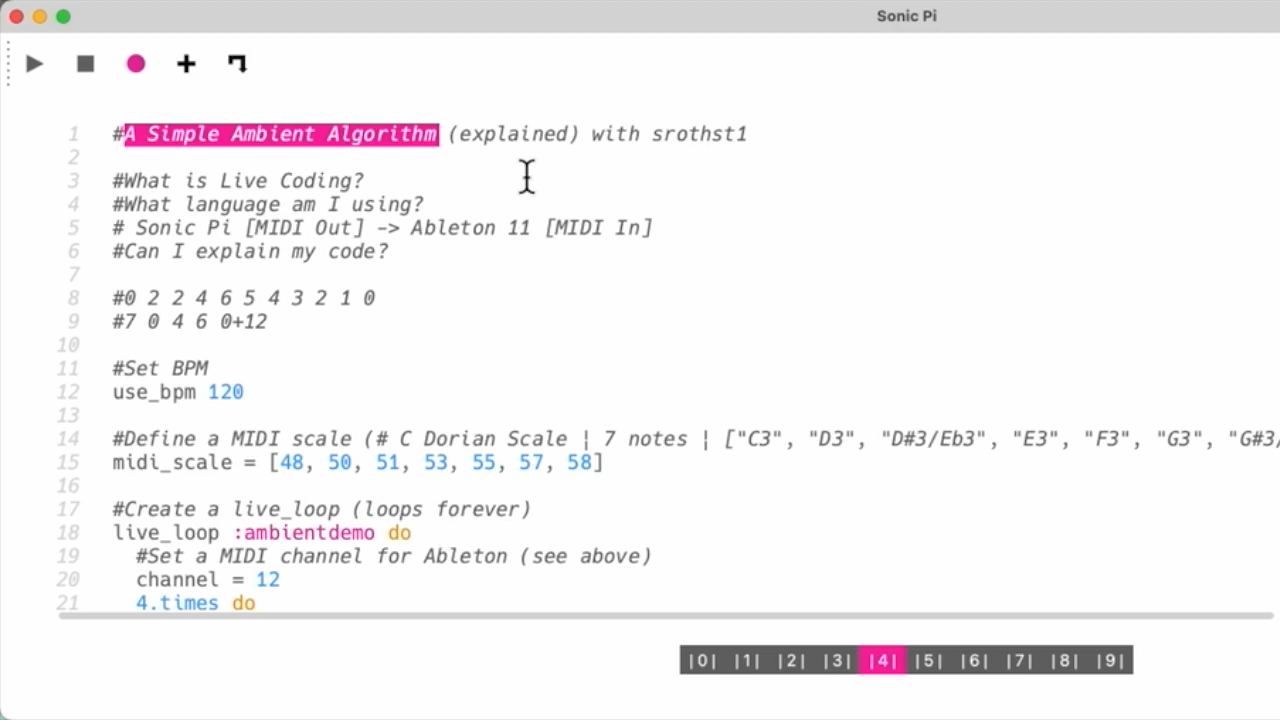 Sonic Pi
1 #A Simple Ambient Algorithm (explained) with srothst1
2
3 #What is Live Coding?
4 #What language am I using?
5 # Sonic Pi [MIDI Out] -> Ableton 11 [MIDI In]
6 #Can I explain my code?
7
8 #0 2 2 4 6 5 4 3 2 1 0
9 #7 0 4 6 0+12
10
11 #Set BPM
12 use_bpm 120
13
14 #Define a MIDI scale (# C Dorian Scale | 7 notes | ["C3", "D3", "D#3/Eb3", "E3", "F3", "G3", "G#3/
15 midi_scale = [48, 50, 51, 53, 55, 57, 58]
16
17 #Create a live_loop (loops forever)
18 live_loop :ambientdemo do
19 #Set a MIDI channel for Ableton (see above)
20 channel = 12
21 4.times do
|0| |1| |2| |3| |4| |5| |6| |7| |8| |9|